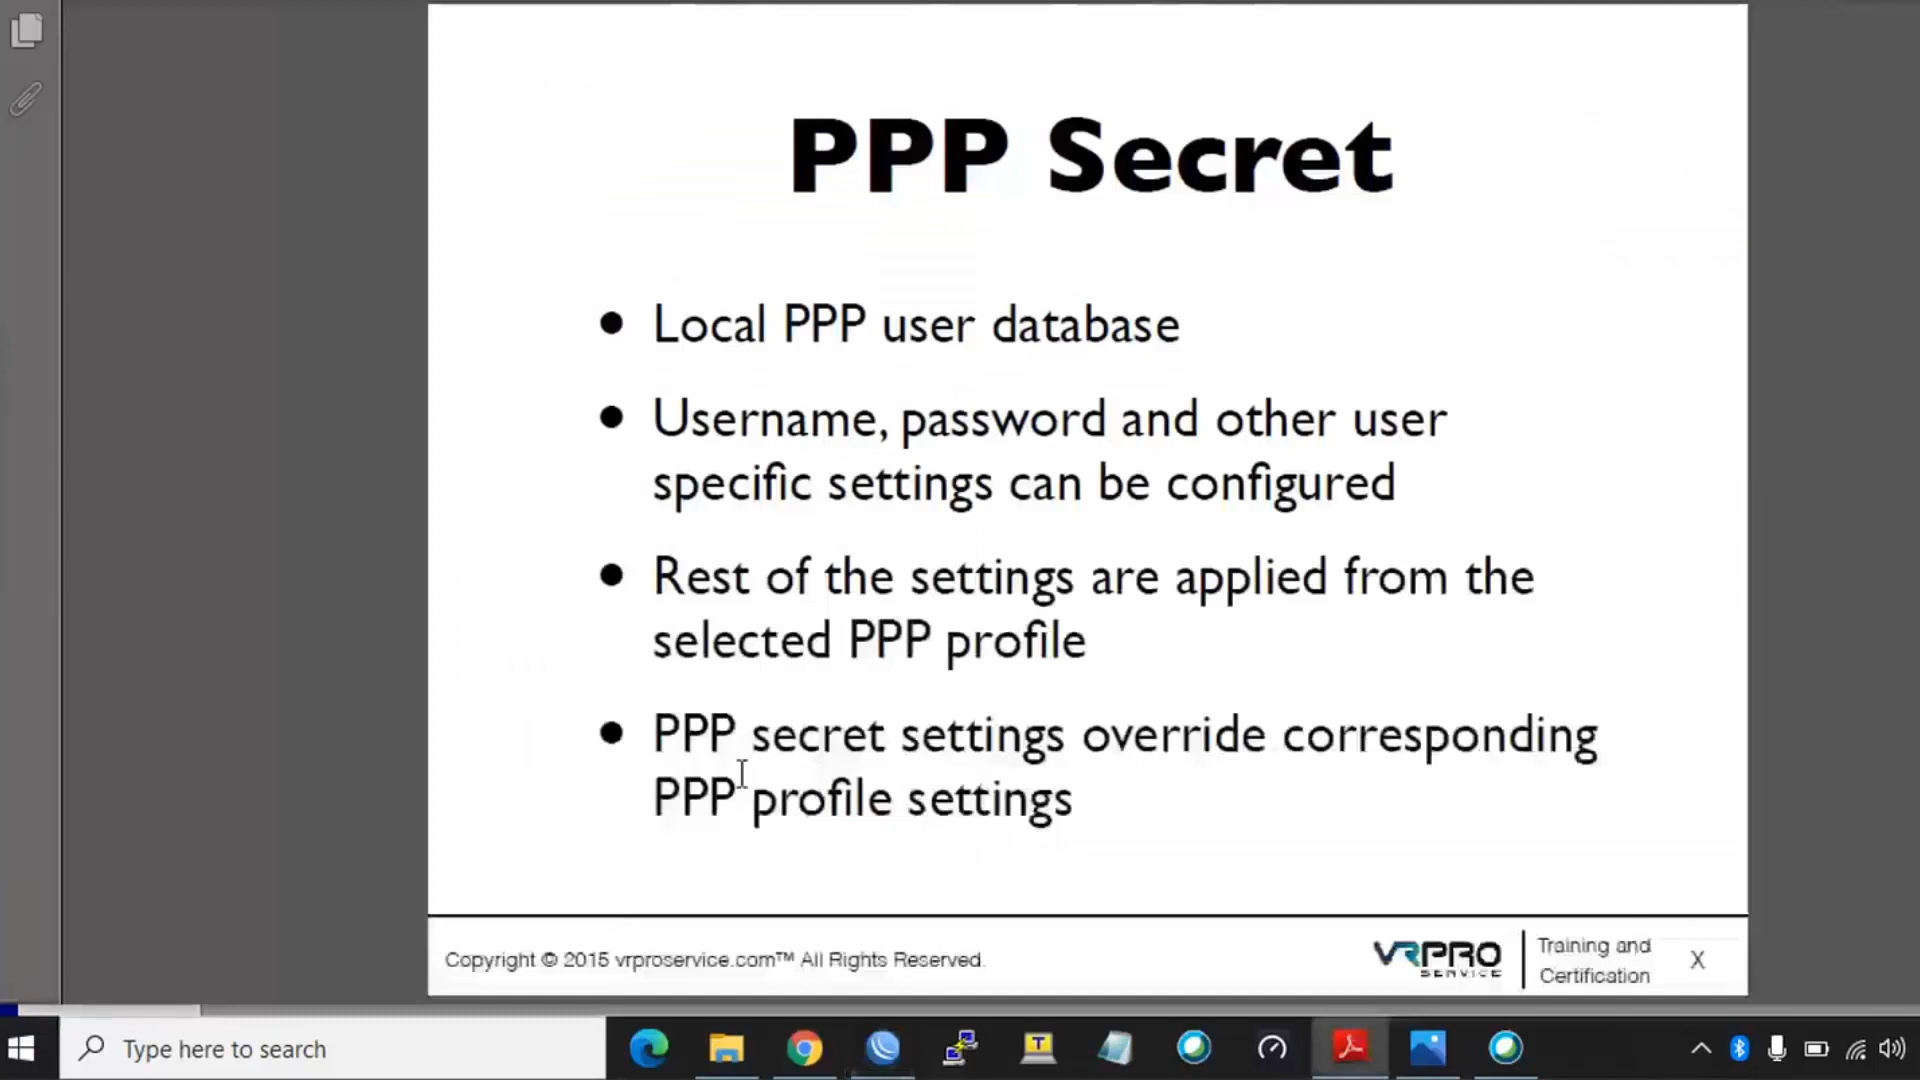 PPP Secret
● Local PPP user database
● Username, password and other user
specific settings can be configured
● Rest of the settings are applied from the
selected PPP profile
● PPP secret settings override corresponding
PPP profile settings
Copyright © 2015 vrproservice.com™ All Rights Reserved.
VRPRO
SERVICE
Training and
Certification
X
Type here to search
T